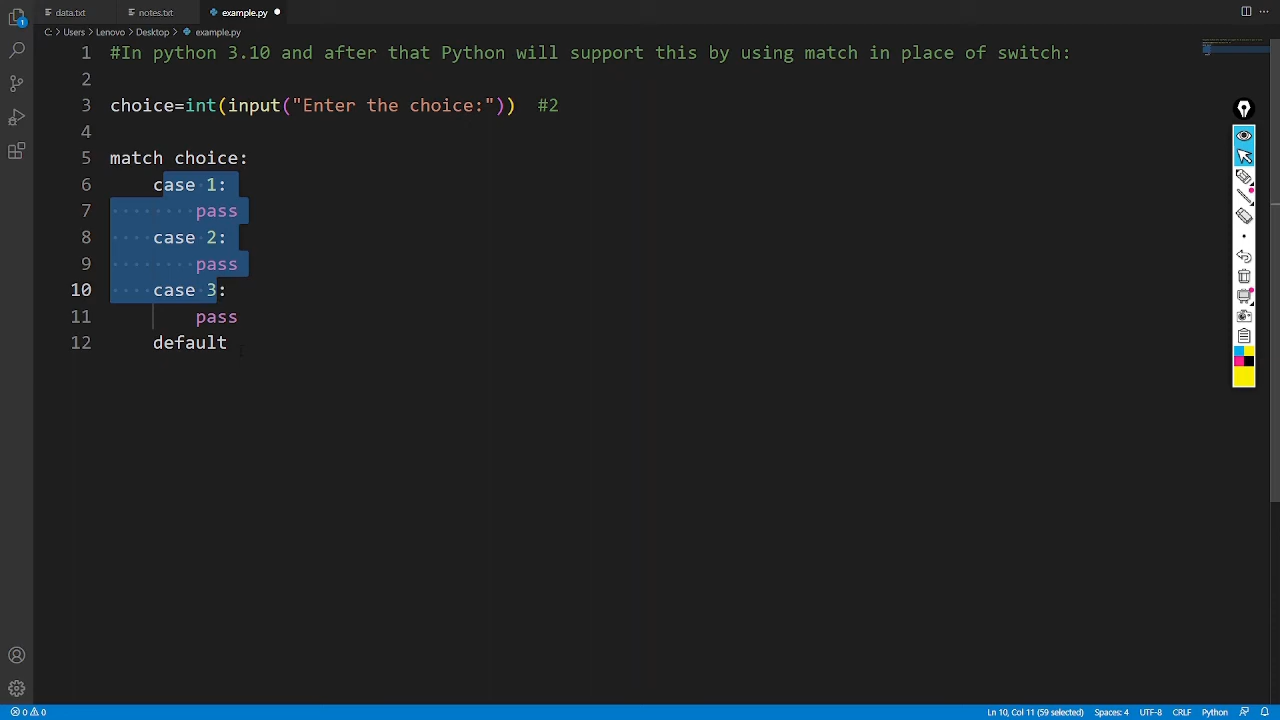 data.txt notes.txt example.py
C: > Users > Lenovo > Desktop > example.py
1 #In python 3.10 and after that Python will support this by using match in place of switch:
2
3 choice=int(input("Enter the choice:")) #2
4
5 match choice:
6 case 1:
7 pass
8 case 2:
9 pass
10 case 3:
11 pass
12 default
1
0 0 Ln 10, Col 11 (59 selected) Spaces: 4 UTF-8 CRLF Python